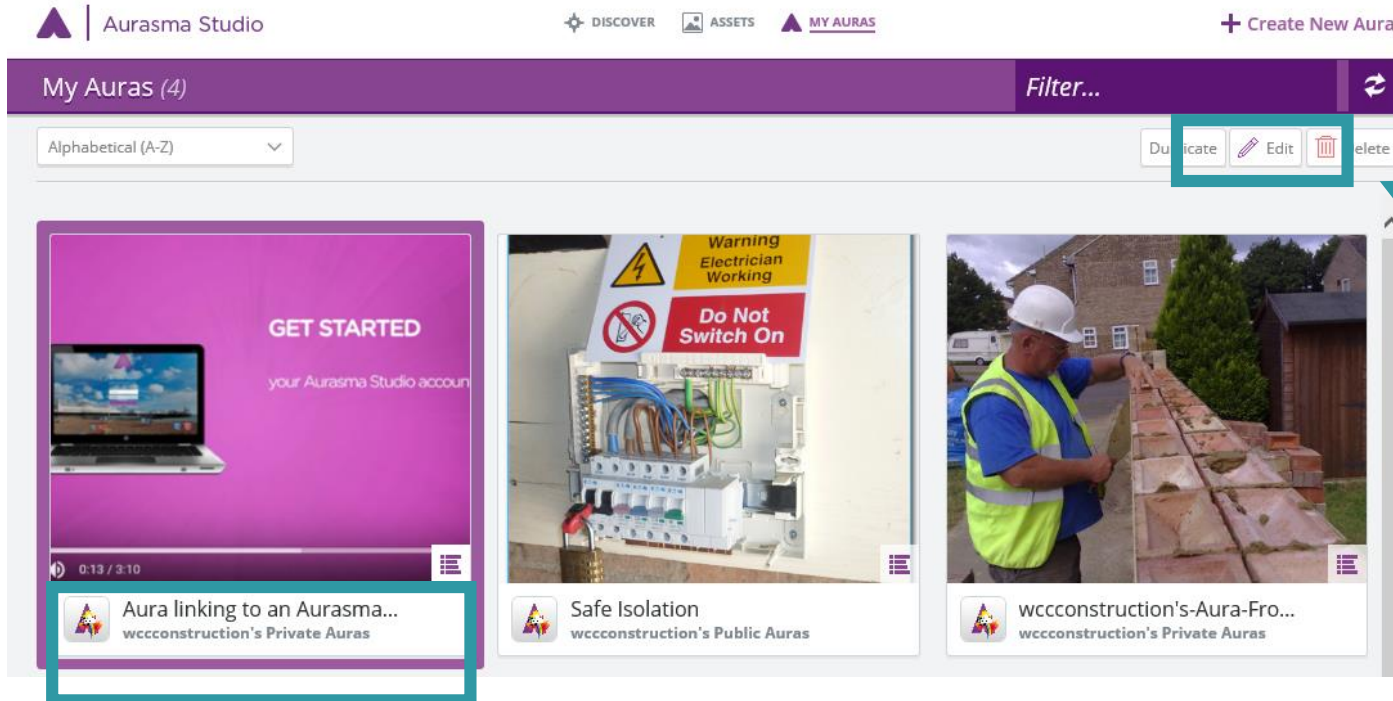 Aurasma Studio
DISCOVER
ASSETS
MY AURAS
Create New Aura
My Auras (4)
Filter...
Alphabetical (A-Z)
Edit
GET STARTED
your Aurasma Studio accoun
0:13 / 3:10
Warning
Electrician
Working
Do Not
Switch On
Aura linking to an Aurasma...
wccconstruction's Private Auras
Safe Isolation
wccconstruction's Public Auras
wccconstruction's-Aura-Fro...
wccconstruction's Private Auras